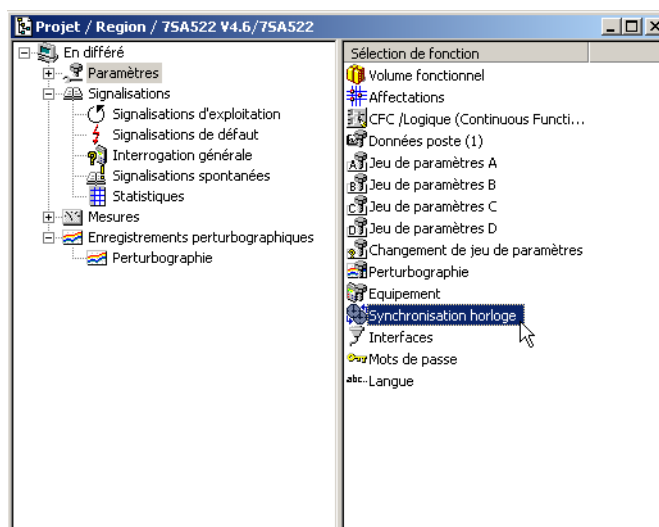 Projet / Region / 7SA522 V4.6/7SA522
En différé
Paramètres
Signalisations
Signalisations d'exploitation
Signalisations de défaut
Interrogation générale
Signalisations spontanées
Statistiques
Mesures
Enregistrements perturbographiques
Perturbographie
Sélection de fonction
Volume fonctionnel
Affectations
CFC /Logique (Continuous Functi...
Données poste (1)
Jeu de paramètres A
Jeu de paramètres B
Jeu de paramètres C
Jeu de paramètres D
Changement de jeu de paramètres
Perturbographie
Equipement
Synchronisation horloge
Interfaces
Mots de passe
abc.. Langue